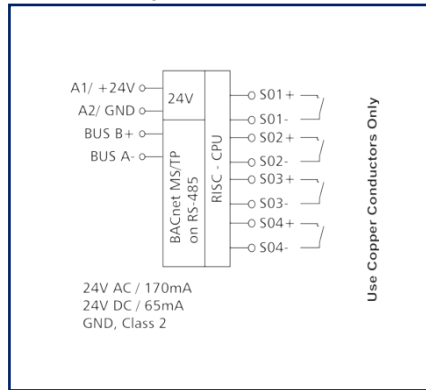 A1/ +24V
A2/ GND
BUS B+
BUS A-
24V
BACnet MS/TP
on RS-485
RISC - CPU
S01+
S01-
S02+
S02-
S03+
S03-
S04+
S04-
Use Copper Conductors Only
24V AC / 170mA
24V DC / 65mA
GND, Class 2